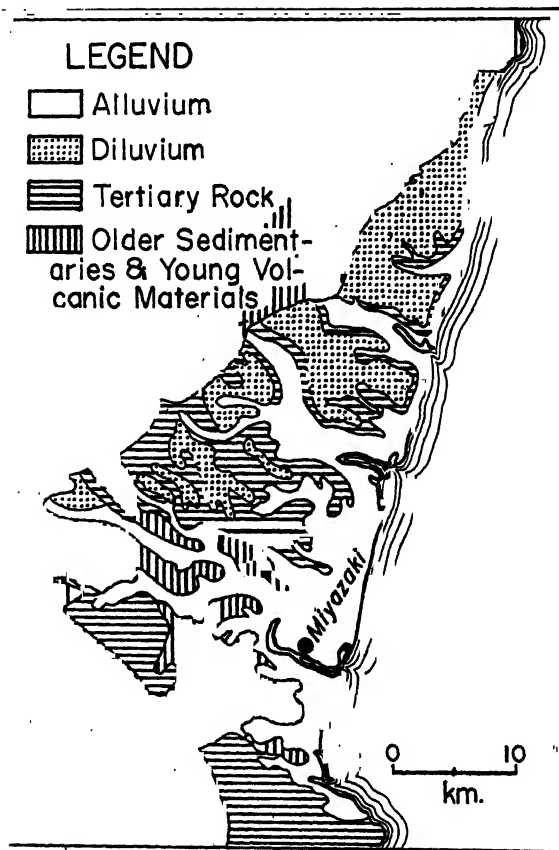 LEGEND
Alluvium
Diluvium
Tertiary Rock
Older Sediment-
aries & Young Vol-
canic Materials
Miyazaki
0 10
km.